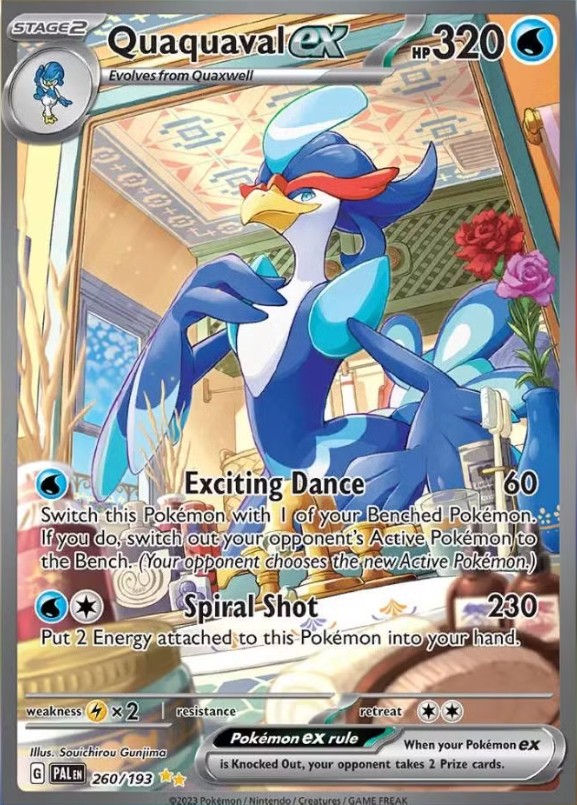 STAGE2
Quaquaval ex
HP 320
Evolves from Quaxwell
Exciting Dance 60
Switch this Pokémon with 1 of your Benched Pokémon.
If you do, switch out your opponent's Active Pokémon to
the Bench. (Your opponent chooses the new Active Pokémon.)
Spiral Shot 230
Put 2 Energy attached to this Pokémon into your hand.
weakness ×2 resistance retreat
Illus. Souichirou Gunjima
Pokémon ex rule
When your Pokémon ex
is Knocked Out, your opponent takes 2 Prize cards.
G PAL EN 260/193
©2023 Pokémon / Nintendo / Creatures / GAME FREAK